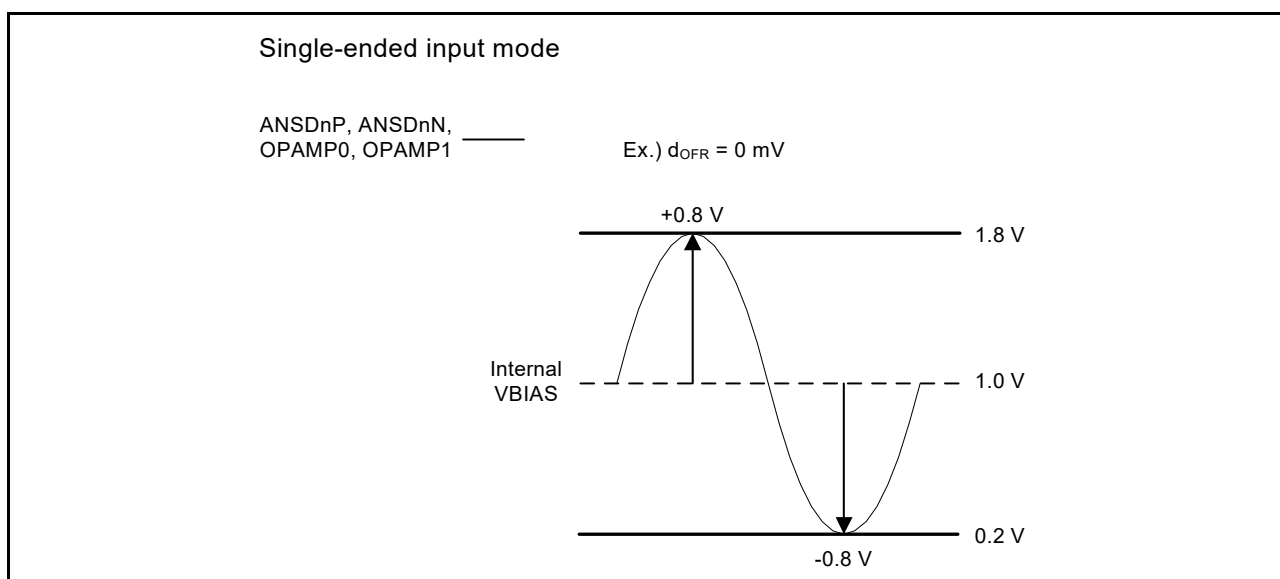 Single-ended input mode
ANSDnP, ANSDnN,
OPAMP0, OPAMP1
Ex.) dOFR = 0 mV
+0.8 V
1.8 V
Internal
VBIAS
1.0 V
0.2 V
-0.8 V